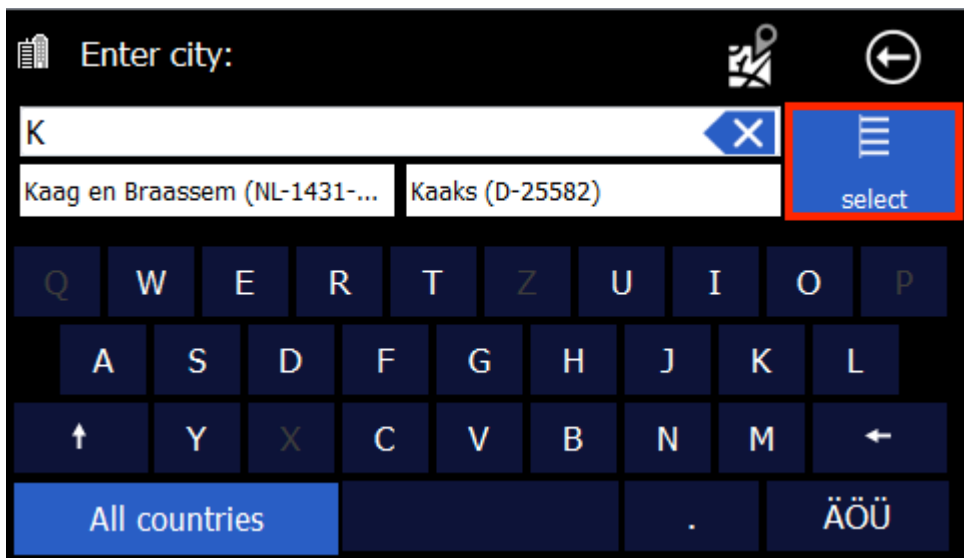 Enter city:
K
Kaag en Braassem (NL-1431-...
Kaaks (D-25582)
select
Q W E R T Z U I O P
A S D F G H J K L
Y X C V B N M
All countries . ÄÖÜ